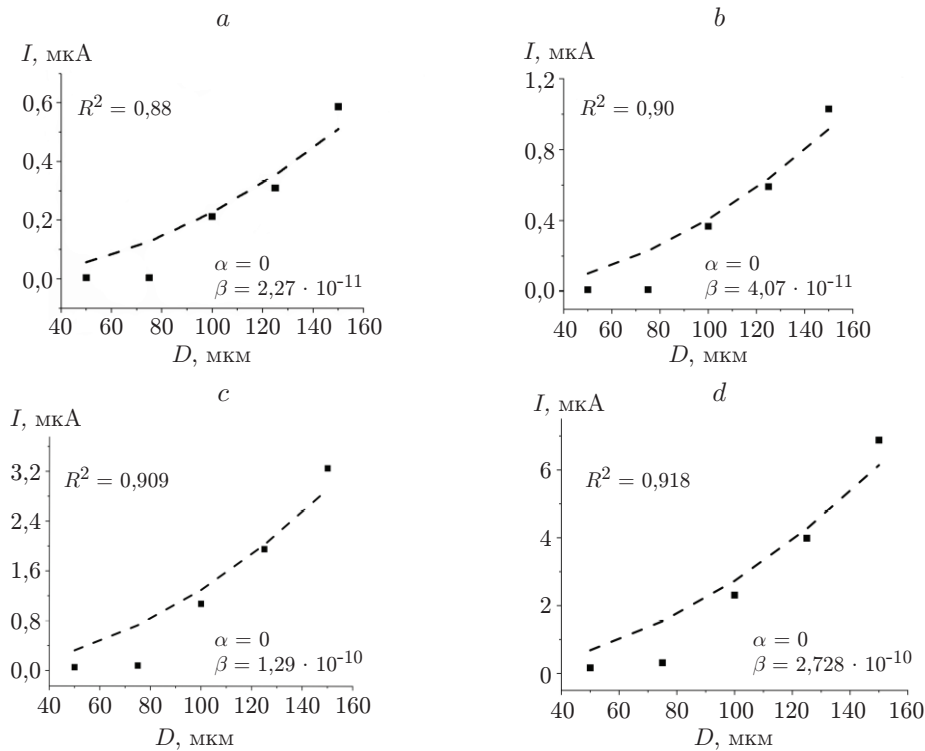 a
I, мкА
0,6
0,4
0,2
0,0
R² = 0,88
α = 0
β = 2,27 · 10⁻¹¹
40 60 80 100 120 140 160
D, мкм
b
I, мкА
1,2
0,8
0,4
0,0
R² = 0,90
α = 0
β = 4,07 · 10⁻¹¹
40 60 80 100 120 140 160
D, мкм
c
I, мкА
3,2
2,4
1,6
0,8
0,0
R² = 0,909
α = 0
β = 1,29 · 10⁻¹⁰
40 60 80 100 120 140 160
D, мкм
d
I, мкА
6
4
2
0
R² = 0,918
α = 0
β = 2,728 · 10⁻¹⁰
40 60 80 100 120 140 160
D, мкм